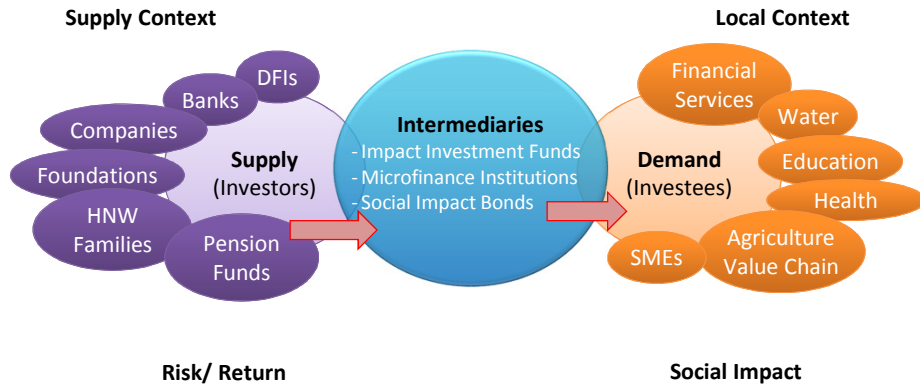 Supply Context
Local Context
DFIs
Banks
Companies
Foundations
HNW
Families
Pension
Funds
Supply
(Investors)
Intermediaries
- Impact Investment Funds
- Microfinance Institutions
- Social Impact Bonds
Demand
(Investees)
Financial
Services
Water
Education
Health
Agriculture
Value Chain
SMEs
Risk/ Return
Social Impact